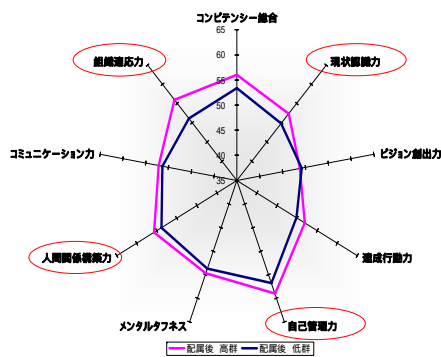 コンピテンシー総合
65
60
55
50
45
40
35
現状認識力
ビジョン創出力
達成行動力
自己管理力
メンタルタフネス
人間関係構築力
コミュニケーション力
組織適応力
配属後 高群
配属後 低群